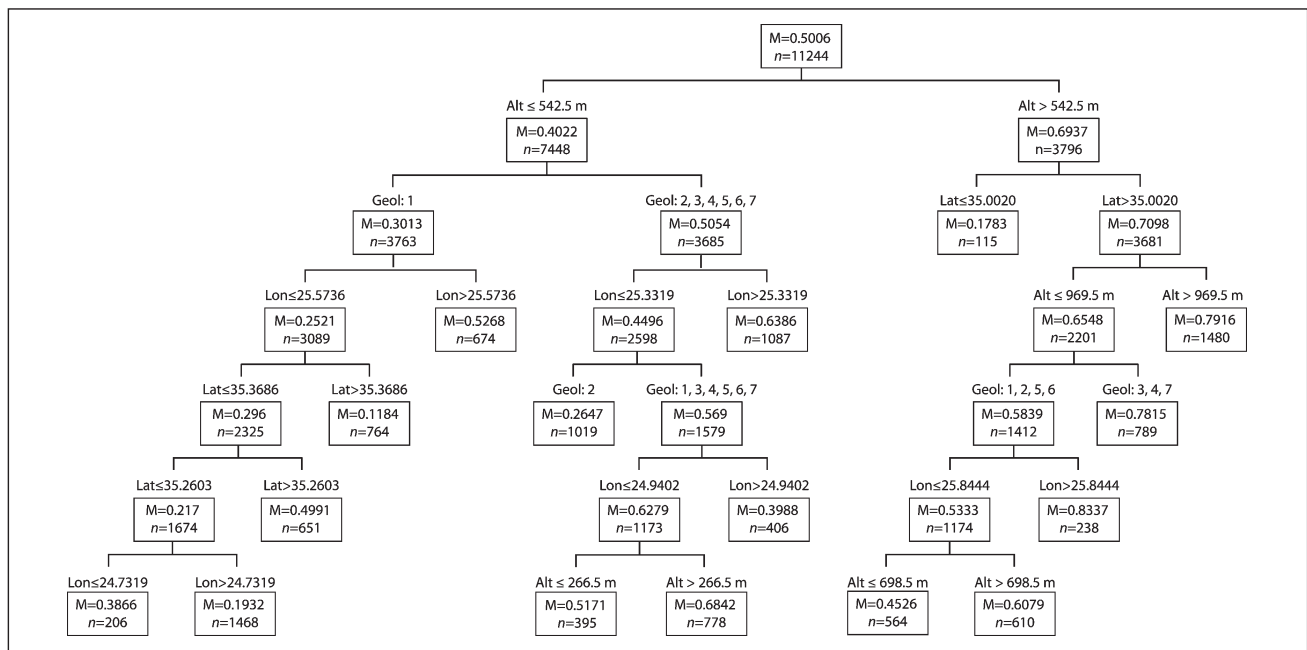 M=0.5006
n=11244
Alt ≤ 542.5 m
Alt > 542.5 m
M=0.4022
n=7448
M=0.6937
n=3796
Geol: 1
Geol: 2, 3, 4, 5, 6, 7
Lat≤35.0020
Lat>35.0020
M=0.3013
n=3763
M=0.5054
n=3685
M=0.1783
n=115
M=0.7098
n=3681
Lon≤25.5736
Lon>25.5736
Lon≤25.3319
Lon>25.3319
Alt ≤ 969.5 m
Alt > 969.5 m
M=0.2521
n=3089
M=0.5268
n=674
M=0.4496
n=2598
M=0.6386
n=1087
M=0.6548
n=2201
M=0.7916
n=1480
Lat≤35.3686
Lat>35.3686
Geol: 2
Geol: 1, 3, 4, 5, 6, 7
Geol: 1, 2, 5, 6
Geol: 3, 4, 7
M=0.296
n=2325
M=0.1184
n=764
M=0.2647
n=1019
M=0.569
n=1579
M=0.5839
n=1412
M=0.7815
n=789
Lat≤35.2603
Lat>35.2603
Lon≤24.9402
Lon>24.9402
Lon≤25.8444
Lon>25.8444
M=0.217
n=1674
M=0.4991
n=651
M=0.6279
n=1173
M=0.3988
n=406
M=0.5333
n=1174
M=0.8337
n=238
Lon≤24.7319
Lon>24.7319
Alt ≤ 266.5 m
Alt > 266.5 m
Alt ≤ 698.5 m
Alt > 698.5 m
M=0.3866
n=206
M=0.1932
n=1468
M=0.5171
n=395
M=0.6842
n=778
M=0.4526
n=564
M=0.6079
n=610